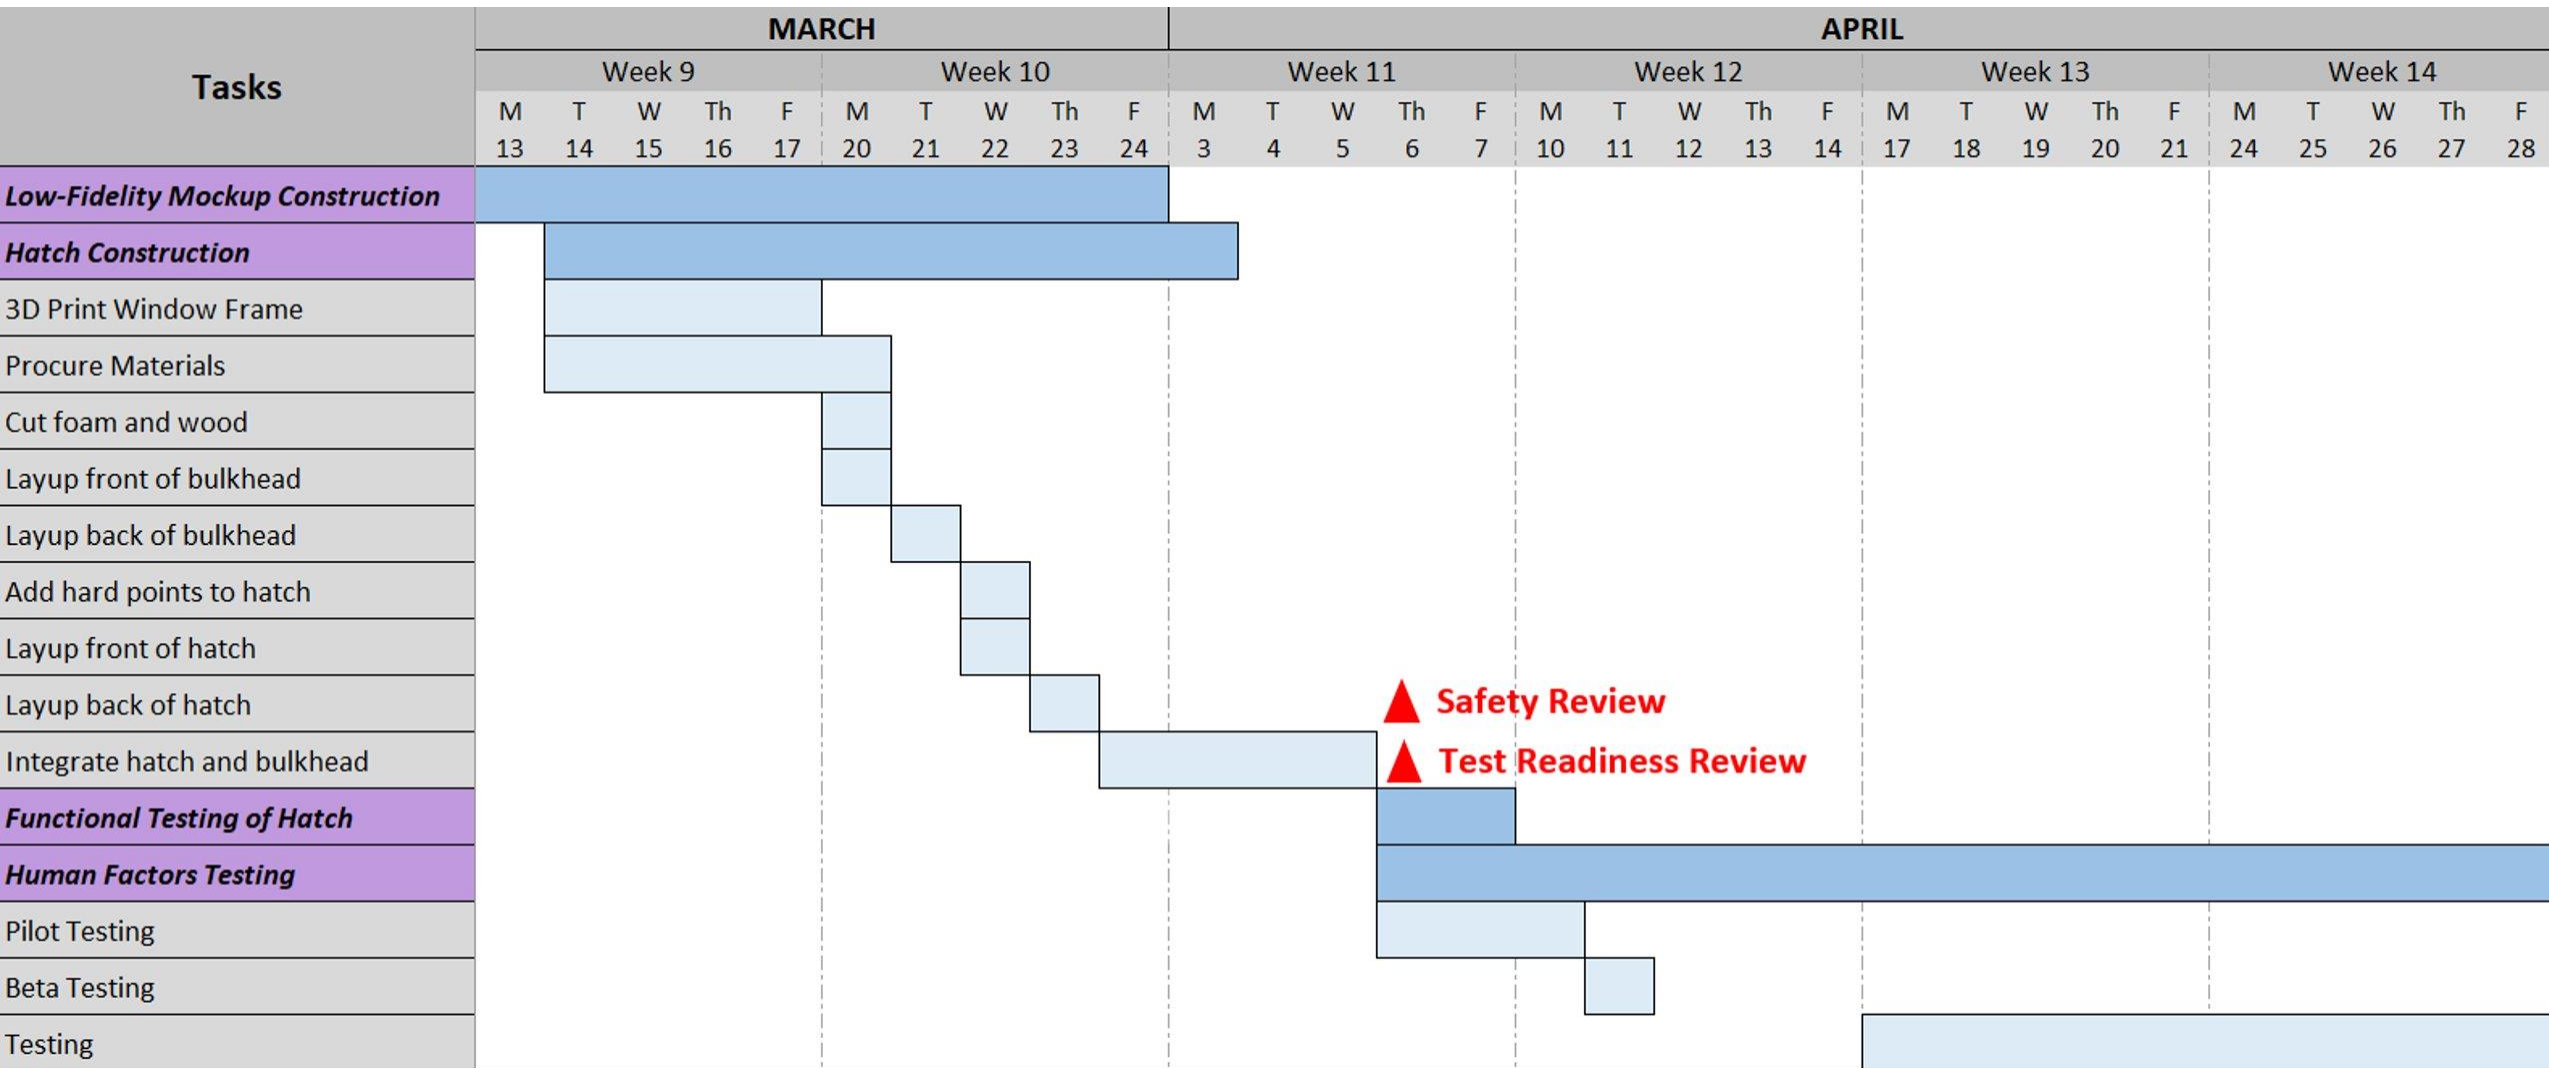 MARCH APRIL
Tasks
Week 9 Week 10 Week 11 Week 12 Week 13 Week 14
M T W Th F M T W Th F M T W Th F M T W Th F M T W Th F M T W Th F
13 14 15 16 17 20 21 22 23 24 3 4 5 6 7 10 11 12 13 14 17 18 19 20 21 24 25 26 27 28
Low-Fidelity Mockup Construction
Hatch Construction
3D Print Window Frame
Procure Materials
Cut foam and wood
Layup front of bulkhead
Layup back of bulkhead
Add hard points to hatch
Layup front of hatch
Layup back of hatch
Safety Review
Integrate hatch and bulkhead
Test Readiness Review
Functional Testing of Hatch
Human Factors Testing
Pilot Testing
Beta Testing
Testing